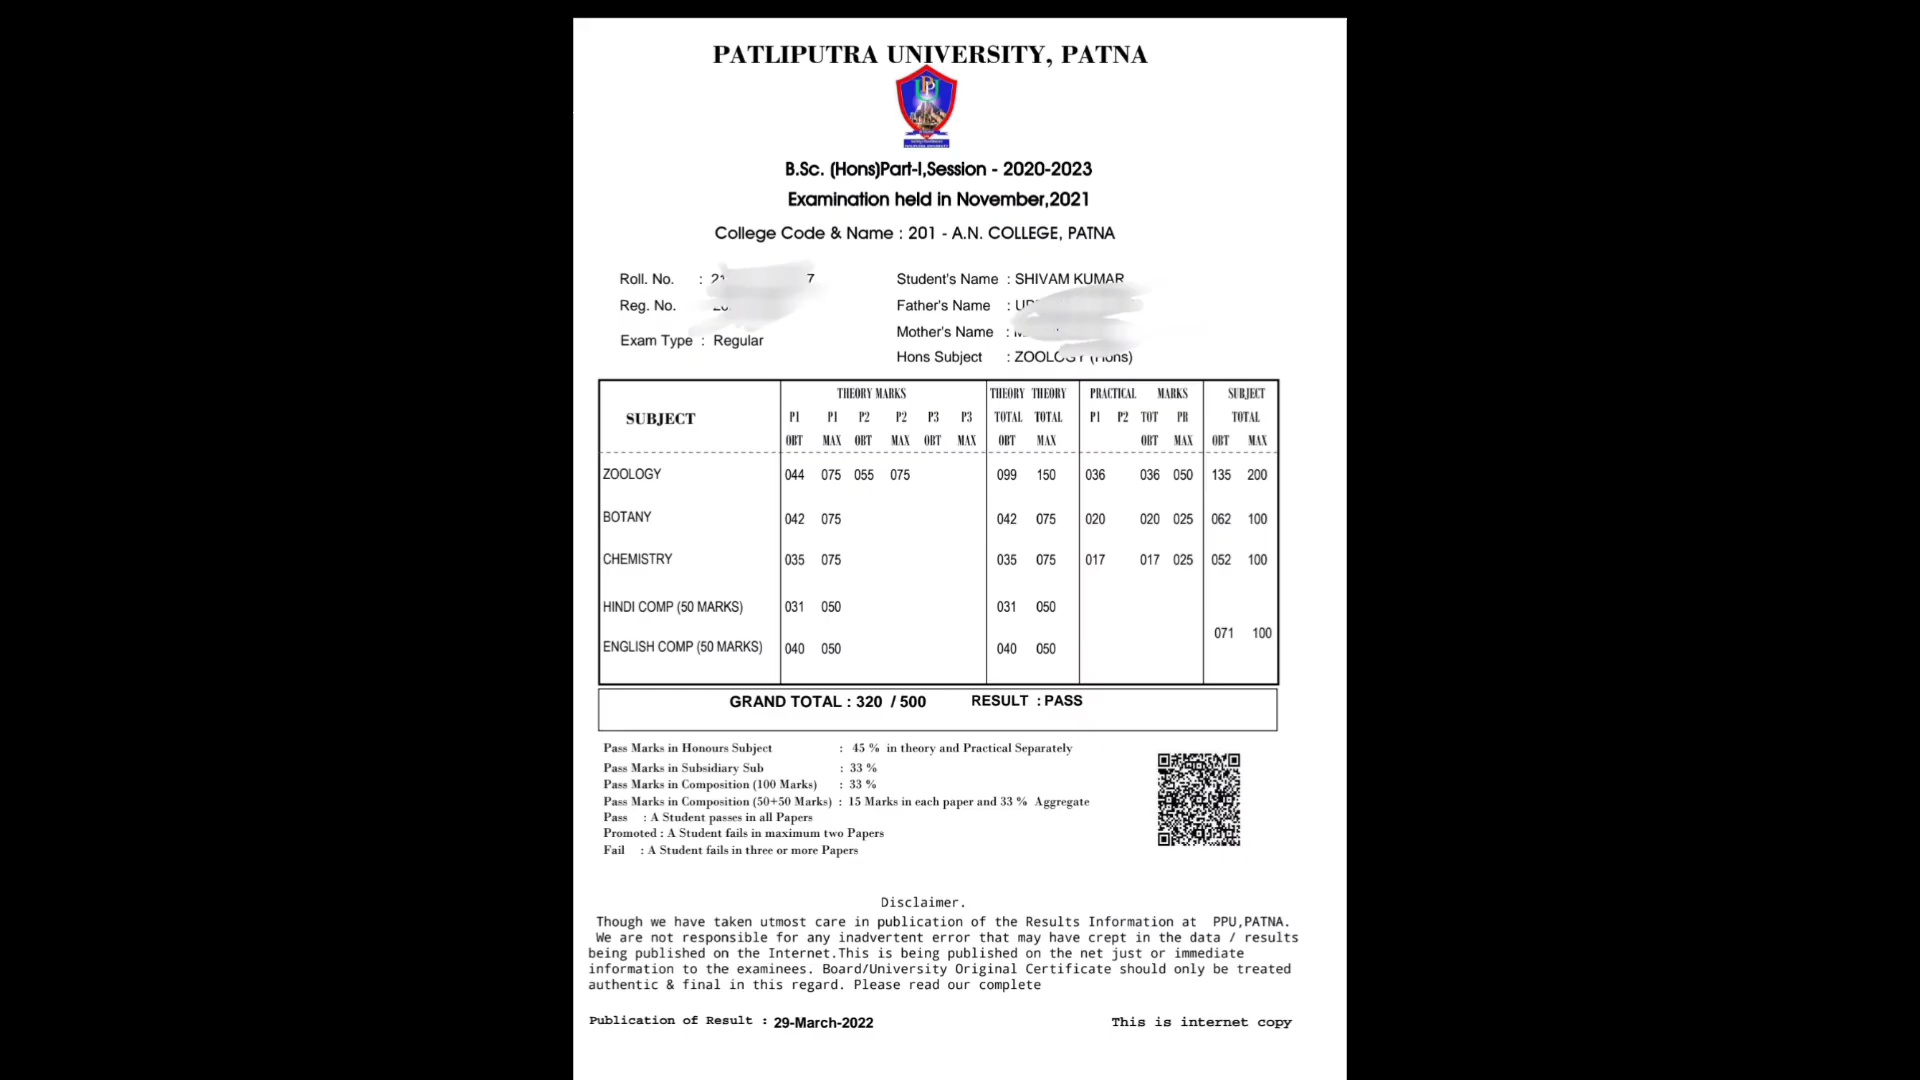 PATLIPUTRA UNIVERSITY, PATNA
B.Sc. (Hons)Part-I,Session - 2020-2023
Examination held in November,2021
College Code & Name : 201 - A.N. COLLEGE, PATNA
Roll. No. : 7 Student's Name : SHIVAM KUMAR
Reg. No. Father's Name :
Mother's Name :
Exam Type : Regular
Hons Subject : ZOOLOGY (Hons)
THEORY MARKS THEORY THEORY PRACTICAL MARKS SUBJECT
SUBJECT P1 P1 P2 P2 P3 P3 TOTAL TOTAL P1 P2 TOT PR TOTAL
OBT MAX OBT MAX OBT MAX OBT MAX OBT MAX OBT MAX
ZOOLOGY 044 075 055 075 099 150 036 036 050 135 200
BOTANY 042 075 042 075 020 020 025 062 100
CHEMISTRY 035 075 035 075 017 017 025 052 100
HINDI COMP (50 MARKS) 031 050 031 050
071 100
ENGLISH COMP (50 MARKS) 040 050 040 050
GRAND TOTAL : 320 / 500 RESULT : PASS
Pass Marks in Honours Subject : 45 % in theory and Practical Separately
Pass Marks in Subsidiary Sub : 33 %
Pass Marks in Composition (100 Marks) : 33 %
Pass Marks in Composition (50+50 Marks) : 15 Marks in each paper and 33 % Aggregate
Pass : A Student passes in all Papers
Promoted : A Student fails in maximum two Papers
Fail : A Student fails in three or more Papers
Disclaimer.
Though we have taken utmost care in publication of the Results Information at PPU,PATNA.
We are not responsible for any inadvertent error that may have crept in the data / results
being published on the Internet.This is being published on the net just or immediate
information to the examinees. Board/University Original Certificate should only be treated
authentic & final in this regard. Please read our complete
Publication of Result : 29-March-2022 This is internet copy